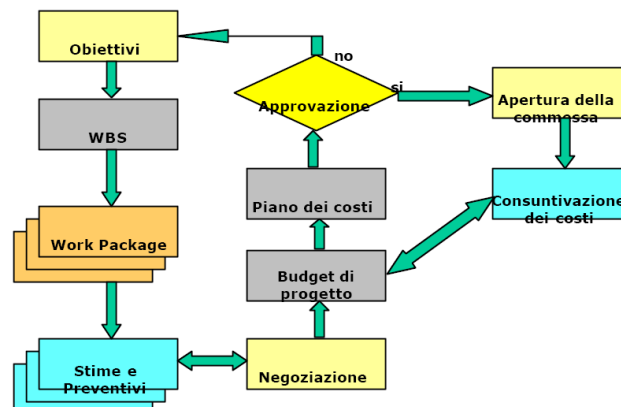 Obiettivi
no
si
Approvazione
Apertura della
commessa
WBS
Piano dei costi
Consuntivazione
dei costi
Work Package
Budget di
progetto
Stime e
Preventivi
Negoziazione